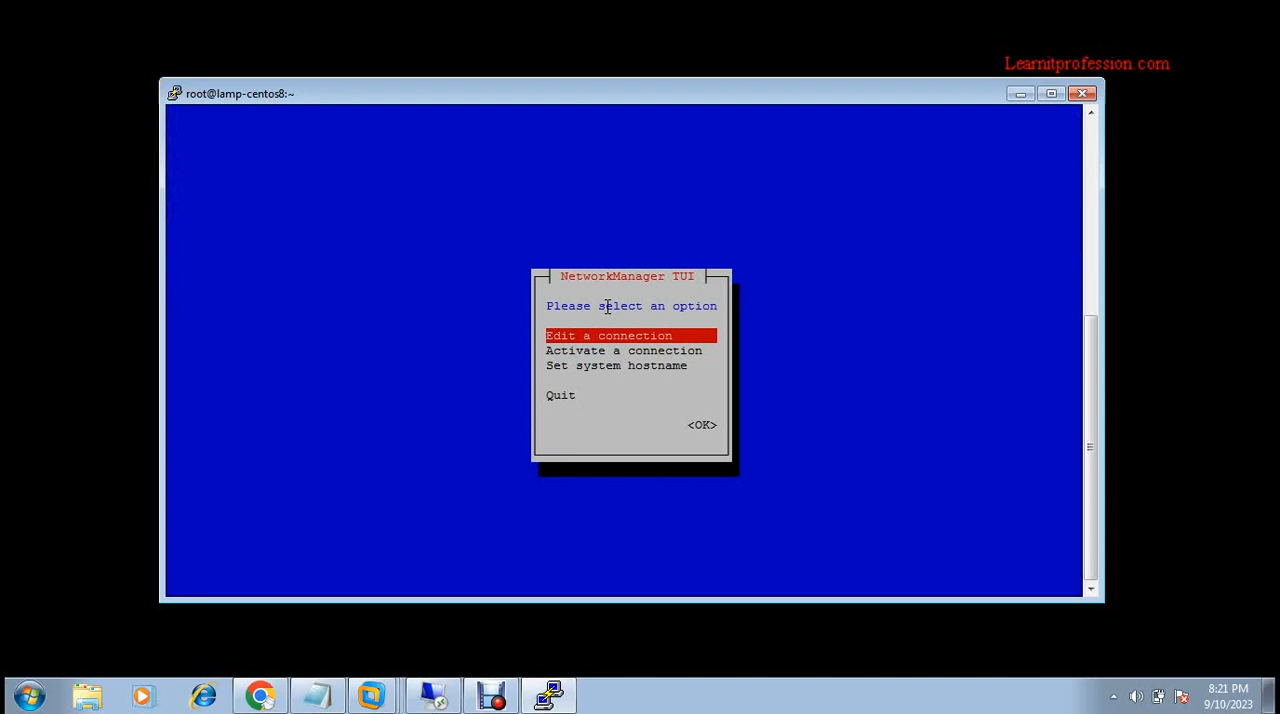 Learnitprofession.com
root@lamp-centos8:~
NetworkManager TUI
Please select an option
Edit a connection
Activate a connection
Set system hostname
Quit
<OK>
8:21 PM
9/10/2023